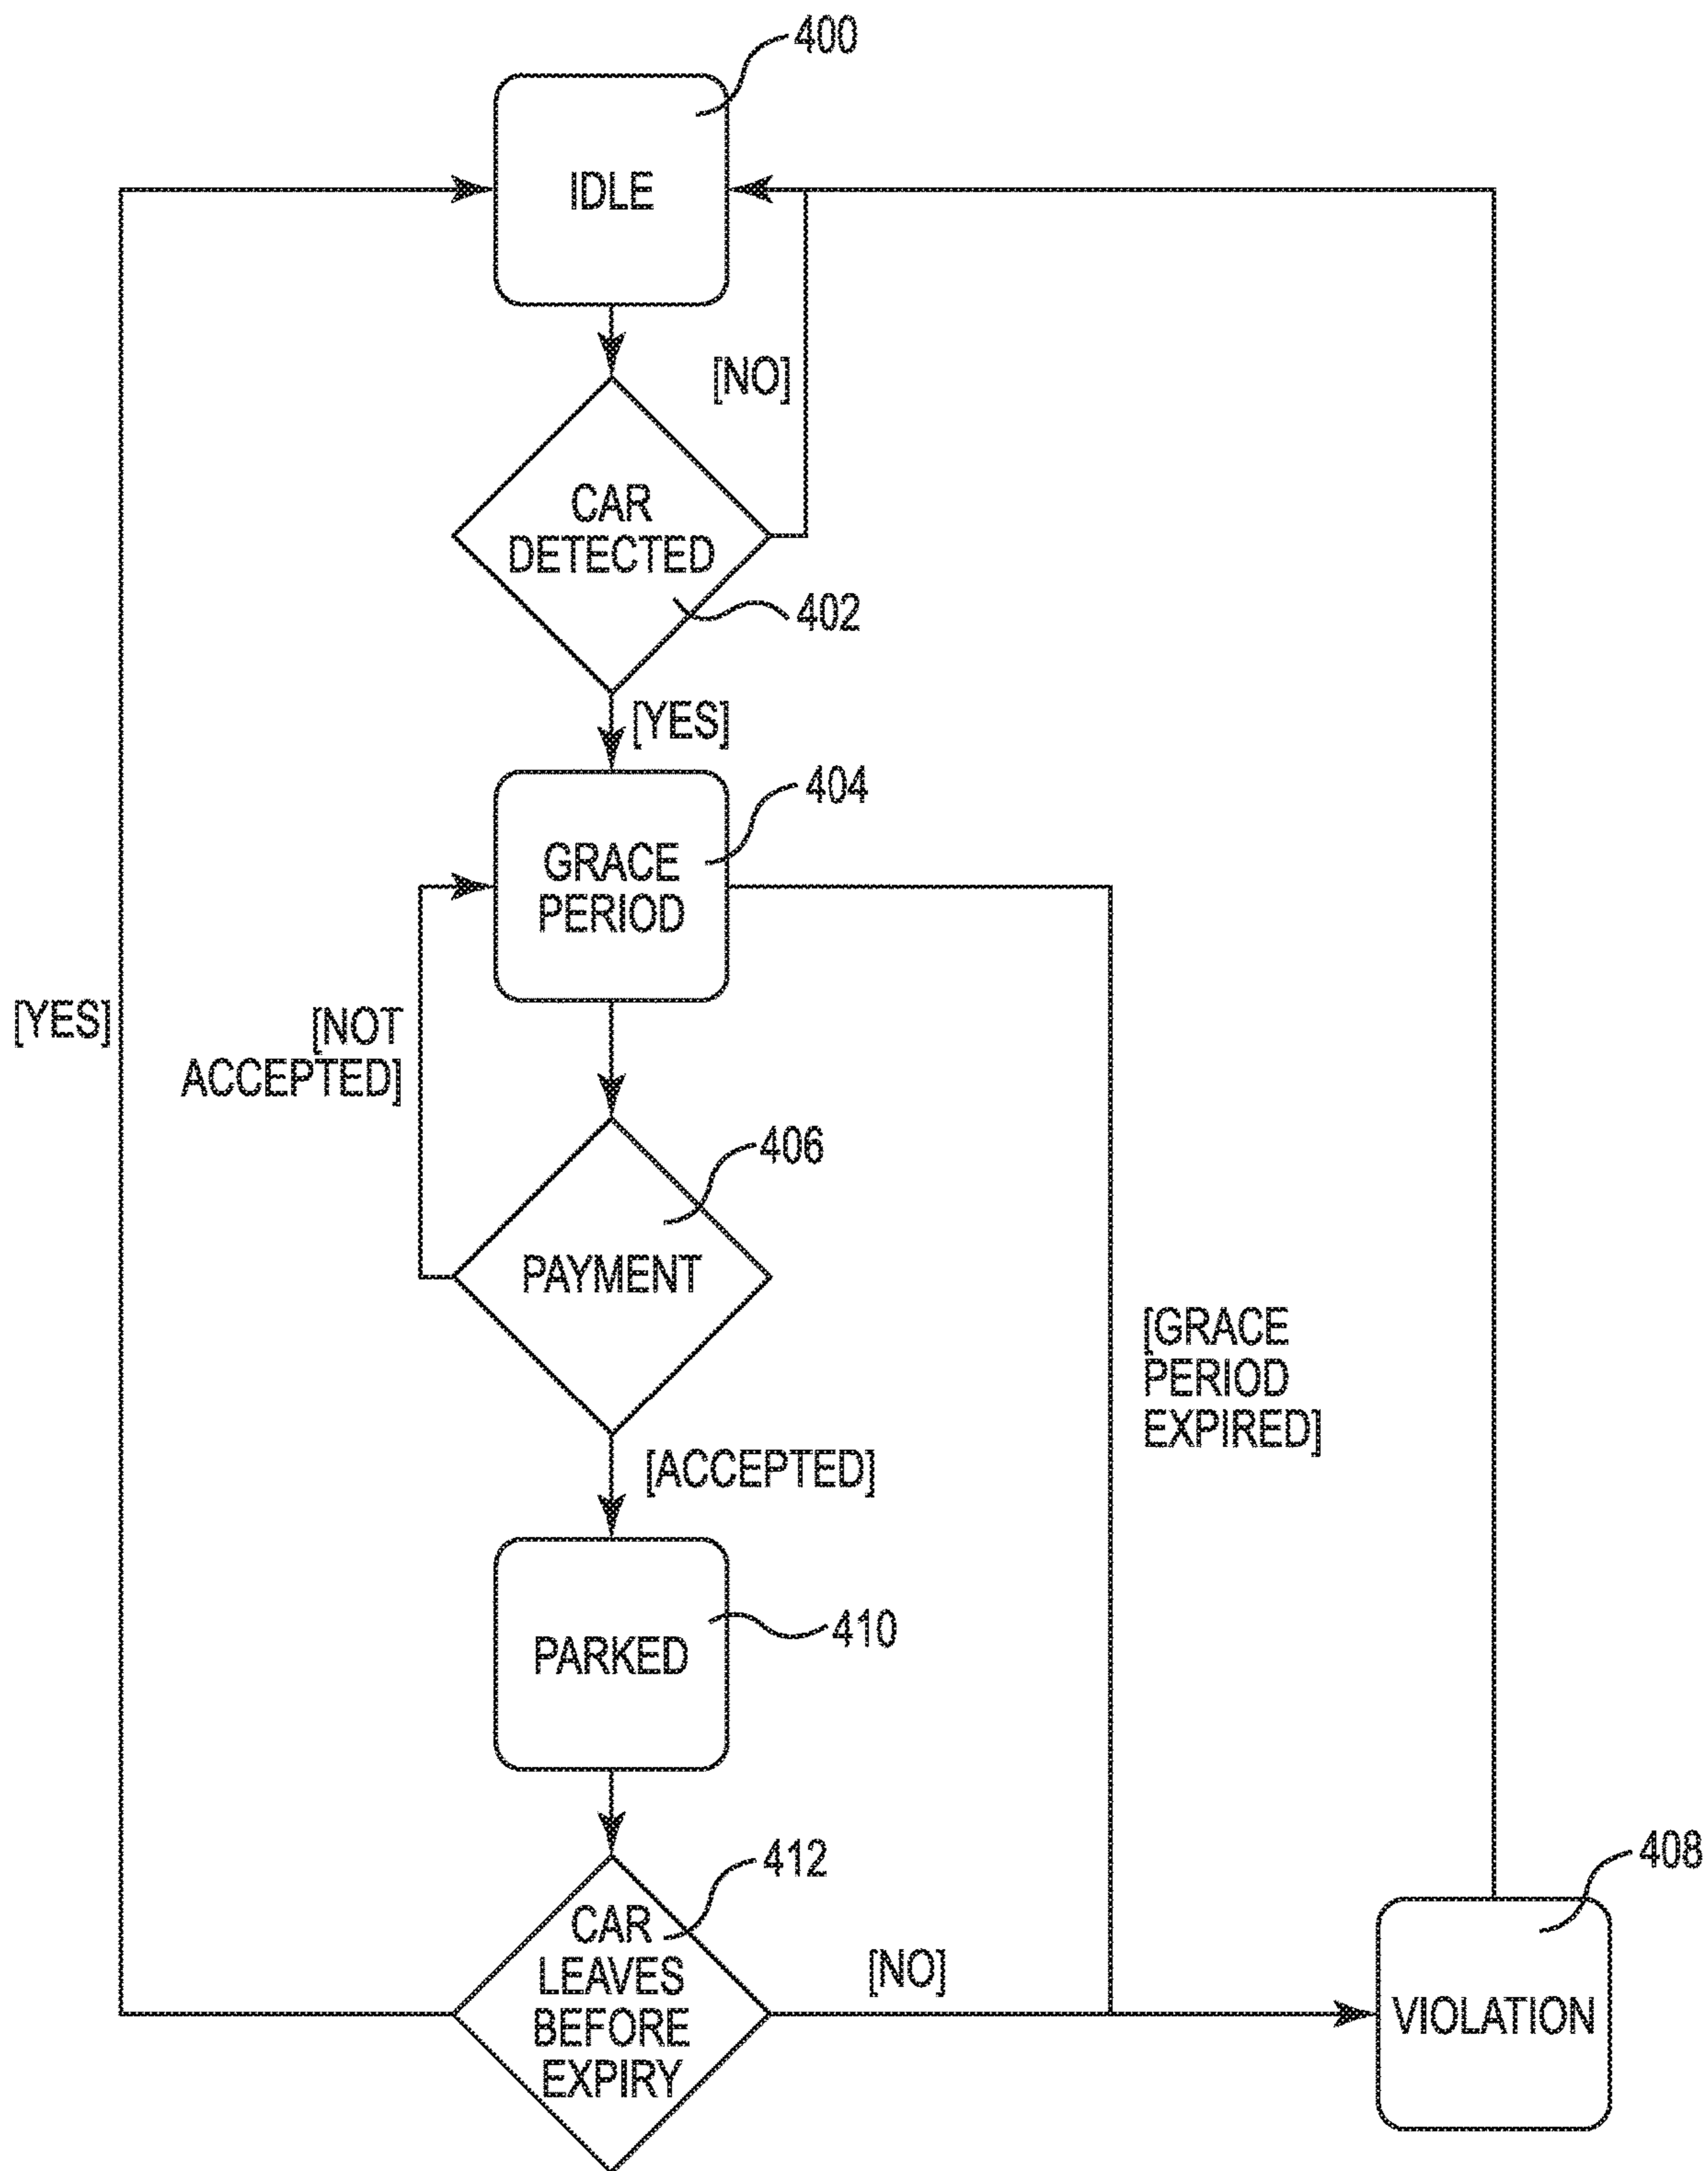 400
IDLE
[NO]
CAR
DETECTED
402
[YES]
404
GRACE
PERIOD
[YES]
[NOT
ACCEPTED]
406
PAYMENT
[GRACE
PERIOD
EXPIRED]
[ACCEPTED]
410
PARKED
412
408
CAR
LEAVES
BEFORE
EXPIRY
[NO]
VIOLATION